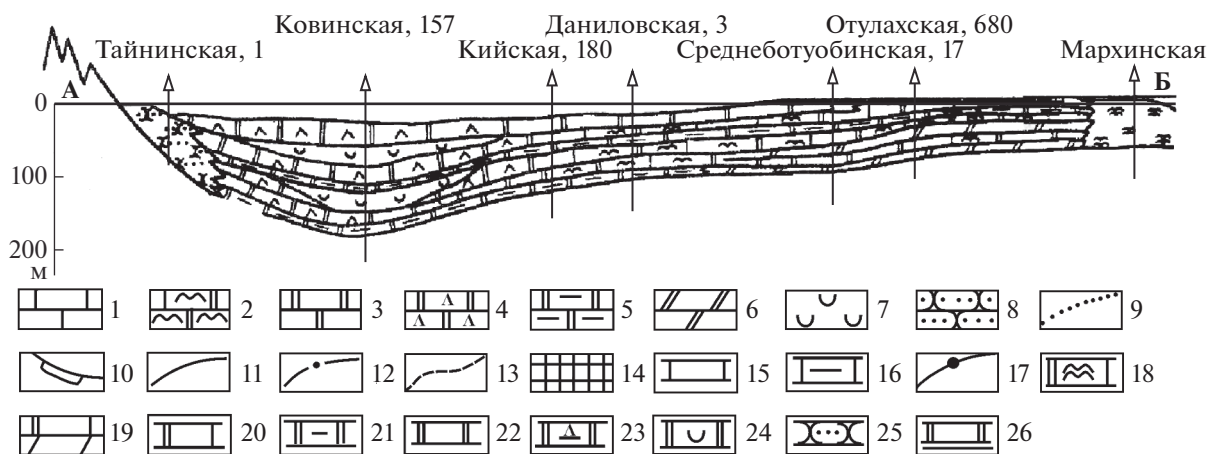 Ковинская, 157 Даниловская, 3 Отулахская, 680
Тайнинская, 1 Кийская, 180 Среднеботуобинская, 17 Мархинская
А Б
0
100
200
м
1 2 3 4 5 6 7 8 9
10 11 12 13 14 15 16 17 18
19 20 21 22 23 24 25 26